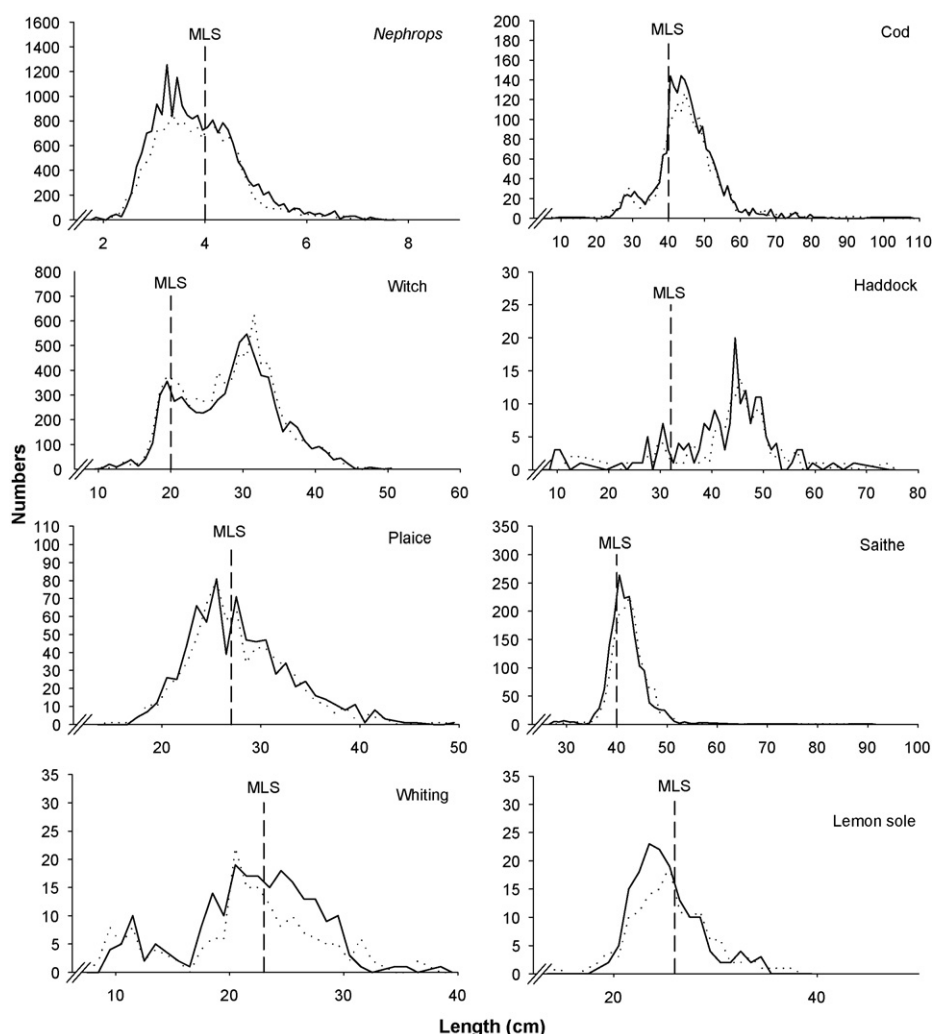 Nephrops
MLS
1600
1400
1200
1000
800
600
400
200
0
2 4 6 8
Cod
MLS
200
180
160
140
120
100
80
60
40
20
0
10 20 30 40 50 60 70 80 90 100 110
Witch
MLS
800
700
600
500
400
300
200
100
0
10 20 30 40 50 60
Haddock
MLS
30
25
20
15
10
5
0
10 20 30 40 50 60 70 80
Numbers
Plaice
MLS
110
100
90
80
70
60
50
40
30
20
10
0
20 30 40 50
Saithe
MLS
350
300
250
200
150
100
50
0
30 40 50 60 70 80 90 100
Whiting
MLS
35
30
25
20
15
10
5
0
10 20 30 40
Lemon sole
MLS
35
30
25
20
15
10
5
0
20 40
Length (cm)